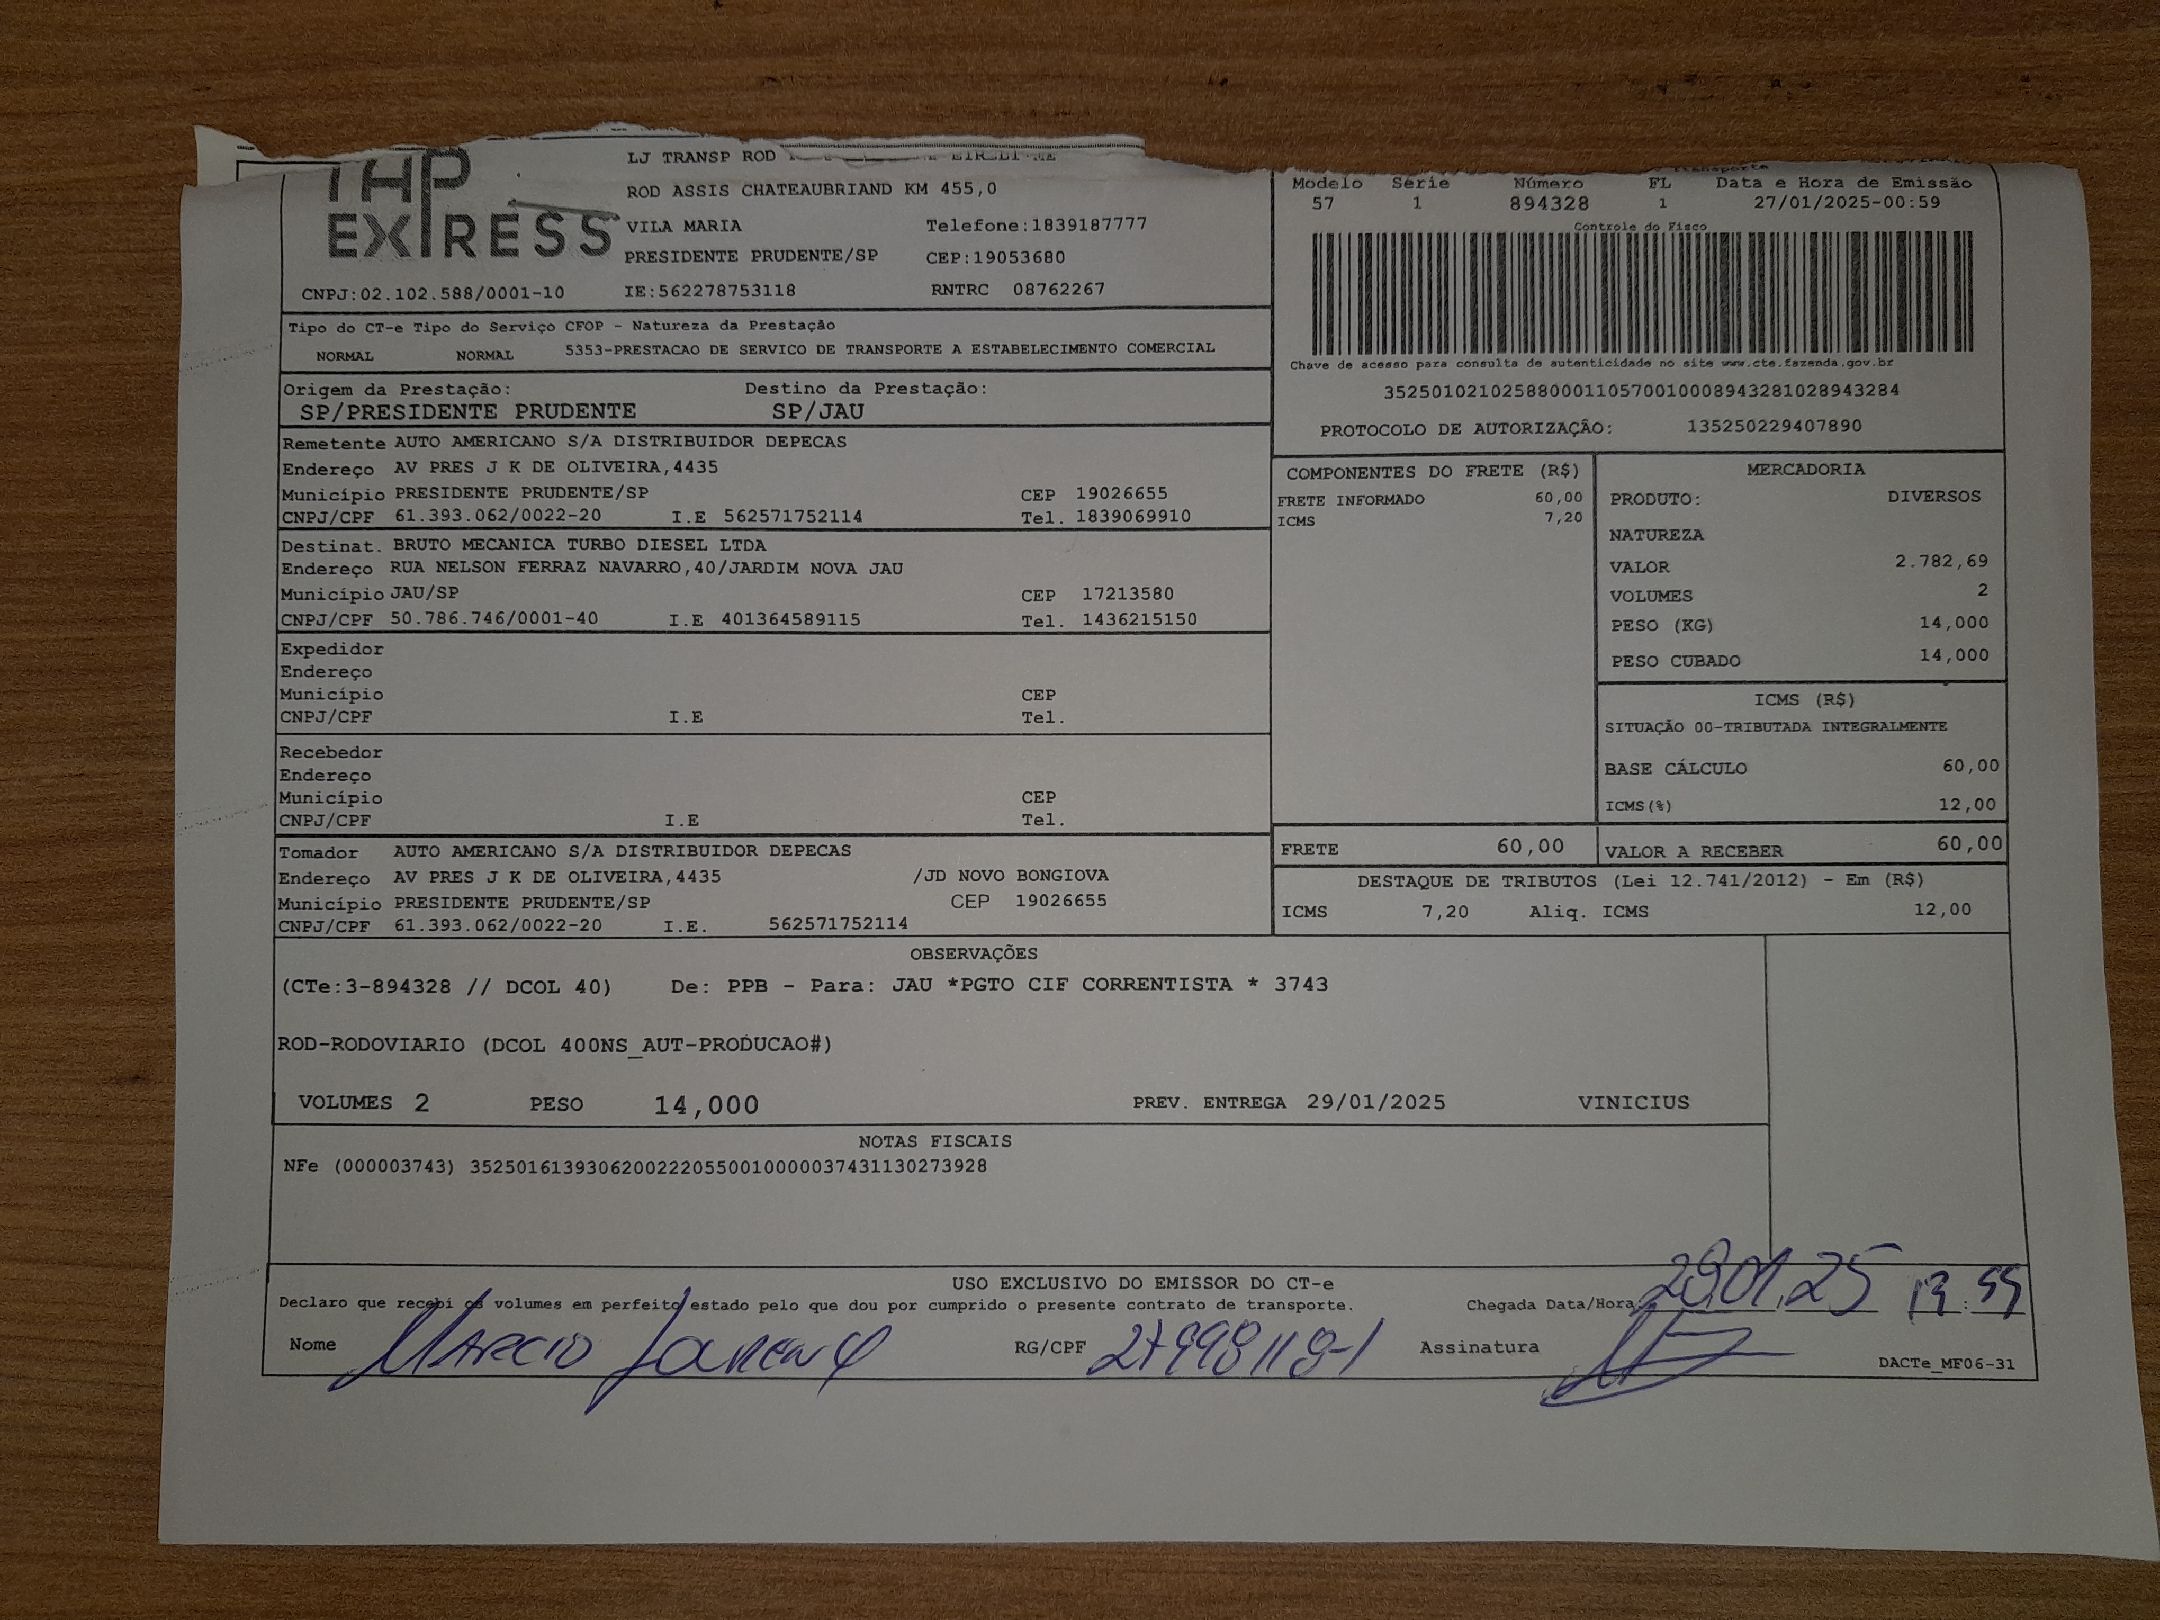 THP
EXPRESS
LJ TRANSP ROD
ROD ASSIS CHATEAUBRIAND KM 455,0
VILA MARIA Telefone:1839187777
PRESIDENTE PRUDENTE/SP CEP:19053680
CNPJ:02.102.588/0001-10 IE:562278753118 RNTRC 08762267
Modelo Série Número FL Data e Hora de Emissão
57 1 894328 1 27/01/2025-00:59
Controle do Fisco
Chave de acesso para consulta de autenticidade no site www.cte.fazenda.gov.br
35250102102588000110570010008943281028943284
PROTOCOLO DE AUTORIZAÇÃO: 135250229407890
Tipo do CT-e Tipo do Serviço CFOP - Natureza da Prestação
NORMAL NORMAL 5353-PRESTACAO DE SERVICO DE TRANSPORTE A ESTABELECIMENTO COMERCIAL
Origem da Prestação: Destino da Prestação:
SP/PRESIDENTE PRUDENTE SP/JAU
Remetente AUTO AMERICANO S/A DISTRIBUIDOR DEPECAS
Endereço AV PRES J K DE OLIVEIRA,4435
Município PRESIDENTE PRUDENTE/SP CEP 19026655
CNPJ/CPF 61.393.062/0022-20 I.E 562571752114 Tel. 1839069910
Destinat. BRUTO MECANICA TURBO DIESEL LTDA
Endereço RUA NELSON FERRAZ NAVARRO,40/JARDIM NOVA JAU
Município JAU/SP CEP 17213580
CNPJ/CPF 50.786.746/0001-40 I.E 401364589115 Tel. 1436215150
Expedidor
Endereço
Município CEP
CNPJ/CPF I.E Tel.
Recebedor
Endereço
Município CEP
CNPJ/CPF I.E Tel.
Tomador AUTO AMERICANO S/A DISTRIBUIDOR DEPECAS
Endereço AV PRES J K DE OLIVEIRA,4435 /JD NOVO BONGIOVA
Município PRESIDENTE PRUDENTE/SP CEP 19026655
CNPJ/CPF 61.393.062/0022-20 I.E. 562571752114
COMPONENTES DO FRETE (R$)
FRETE INFORMADO 60,00
ICMS 7,20
MERCADORIA
PRODUTO: DIVERSOS
NATUREZA
VALOR 2.782,69
VOLUMES 2
PESO (KG) 14,000
PESO CUBADO 14,000
ICMS (R$)
SITUAÇÃO 00-TRIBUTADA INTEGRALMENTE
BASE CÁLCULO 60,00
ICMS(%) 12,00
FRETE 60,00 VALOR A RECEBER 60,00
DESTAQUE DE TRIBUTOS (Lei 12.741/2012) - Em (R$)
ICMS 7,20 Aliq. ICMS 12,00
OBSERVAÇÕES
(CTe:3-894328 // DCOL 40) De: PPB - Para: JAU *PGTO CIF CORRENTISTA * 3743
ROD-RODOVIARIO (DCOL 400NS_AUT-PRODUCAO#)
VOLUMES 2 PESO 14,000 PREV. ENTREGA 29/01/2025 VINICIUS
NOTAS FISCAIS
NFe (000003743) 35250161393062002220550010000037431130273928
USO EXCLUSIVO DO EMISSOR DO CT-e
Declaro que recebi os volumes em perfeito estado pelo que dou por cumprido o presente contrato de transporte. Chegada Data/Hora:
Nome MARCIO RG/CPF Assinatura
DACTe_MF06-31